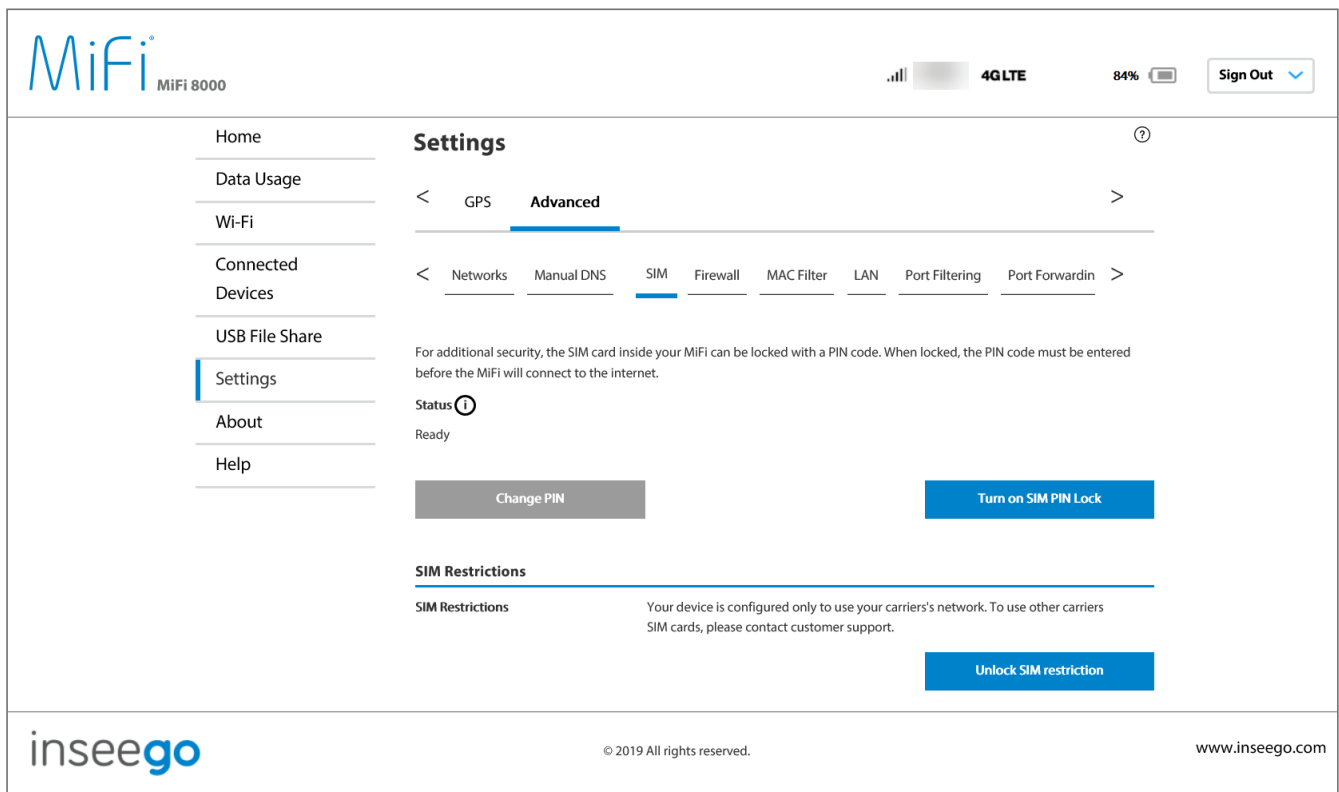 MiFi® MiFi 8000
4G LTE 84% Sign Out
Home
Data Usage
Wi-Fi
Connected
Devices
USB File Share
Settings
About
Help
Settings
?
< GPS Advanced >
< Networks Manual DNS SIM Firewall MAC Filter LAN Port Filtering Port Forwardin >
For additional security, the SIM card inside your MiFi can be locked with a PIN code. When locked, the PIN code must be entered
before the MiFi will connect to the internet.
Status i
Ready
Change PIN Turn on SIM PIN Lock
SIM Restrictions
SIM Restrictions
Your device is configured only to use your carriers's network. To use other carriers
SIM cards, please contact customer support.
Unlock SIM restriction
inseego © 2019 All rights reserved. www.inseego.com